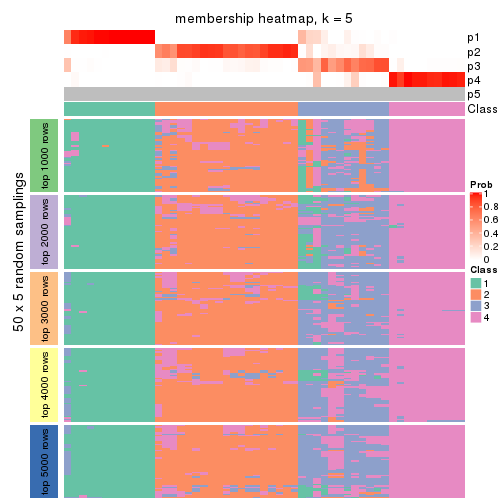 membership heatmap, k = 5
p1
p2
p3
p4
p5
Class
50 x 5 random samplings
top 1000 rows
top 2000 rows
top 3000 rows
top 4000 rows
top 5000 rows
Prob
1
0.8
0.6
0.4
0.2
0
Class
1
2
3
4